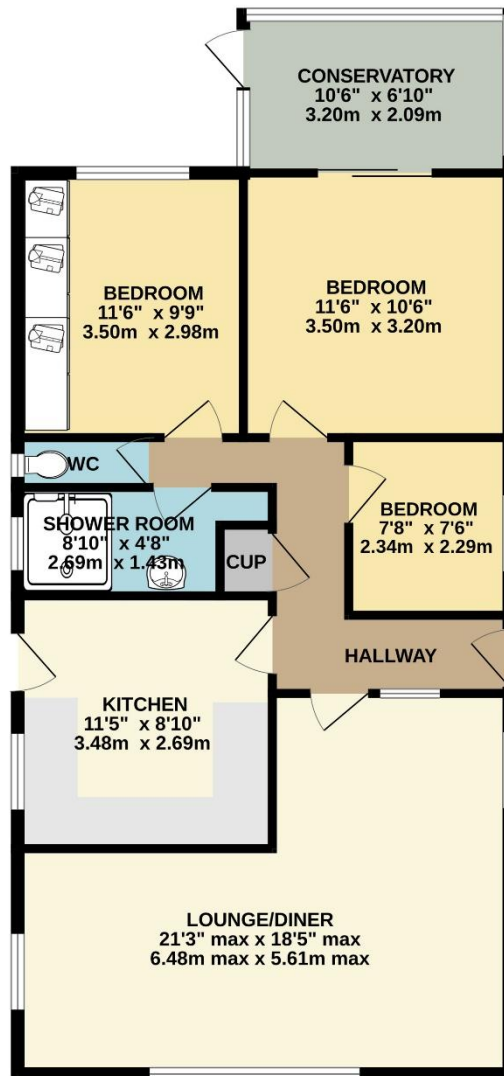 CONSERVATORY
10'6" x 6'10"
3.20m x 2.09m
BEDROOM
11'6" x 9'9"
3.50m x 2.98m
BEDROOM
11'6" x 10'6"
3.50m x 3.20m
WC
BEDROOM
7'8" x 7'6"
2.34m x 2.29m
SHOWER ROOM
8'10" x 4'8"
2.69m x 1.43m
CUP
HALLWAY
KITCHEN
11'5" x 8'10"
3.48m x 2.69m
LOUNGE/DINER
21'3" max x 18'5" max
6.48m max x 5.61m max